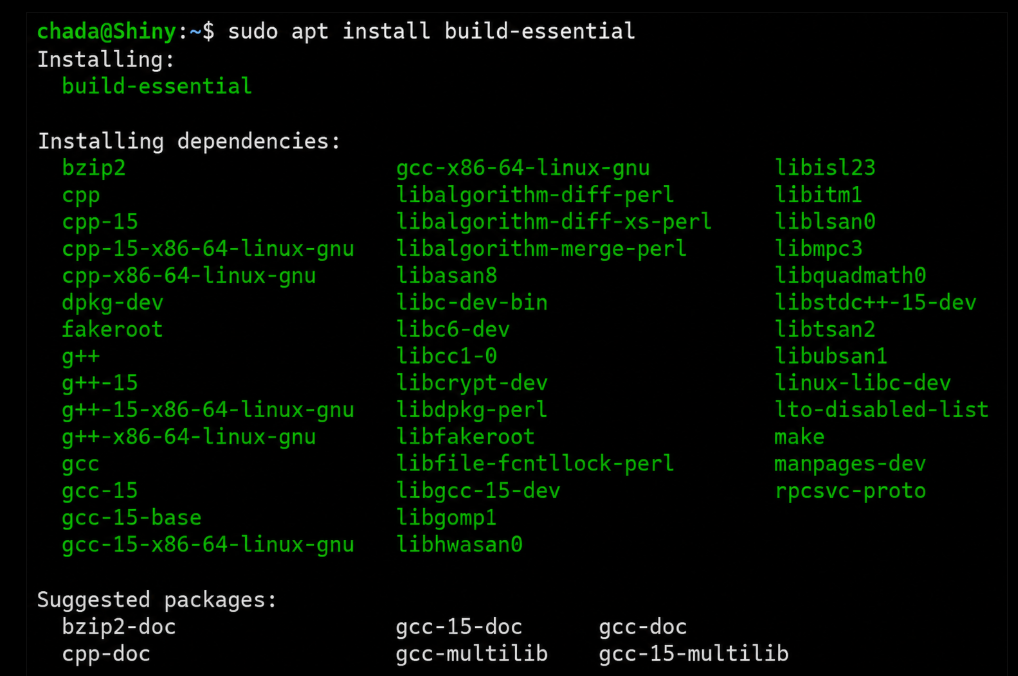 chada@Shiny:~$ sudo apt install build-essential
Installing:
  build-essential

Installing dependencies:
  bzip2                     gcc-x86-64-linux-gnu          libisl23
  cpp                       libalgorithm-diff-perl        libitm1
  cpp-15                    libalgorithm-diff-xs-perl     liblsan0
  cpp-15-x86-64-linux-gnu   libalgorithm-merge-perl       libmpc3
  cpp-x86-64-linux-gnu      libasan8                      libquadmath0
  dpkg-dev                  libc-dev-bin                  libstdc++-15-dev
  fakeroot                  libc6-dev                     libtsan2
  g++                       libcc1-0                      libubsan1
  g++-15                    libcrypt-dev                  linux-libc-dev
  g++-15-x86-64-linux-gnu   libdpkg-perl                  lto-disabled-list
  g++-x86-64-linux-gnu      libfakeroot                   make
  gcc                       libfile-fcntllock-perl        manpages-dev
  gcc-15                    libgcc-15-dev                 rpcsvc-proto
  gcc-15-base               libgomp1
  gcc-15-x86-64-linux-gnu   libhwasan0

Suggested packages:
  bzip2-doc                 gcc-15-doc      gcc-doc
  cpp-doc                   gcc-multilib    gcc-15-multilib